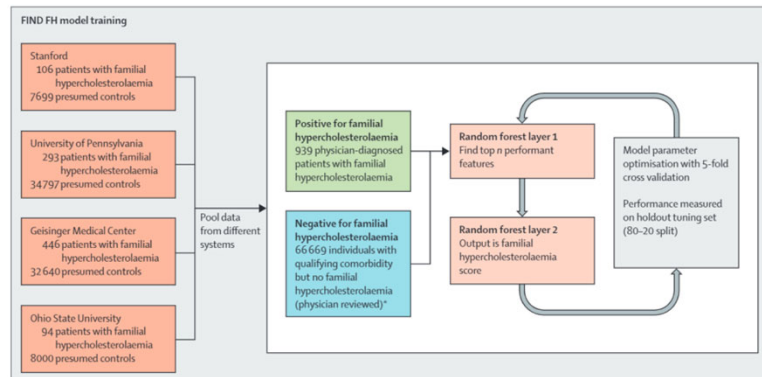 FIND FH model training
Stanford
106 patients with familial
hypercholesterolaemia
7699 presumed controls
University of Pennsylvania
293 patients with familial
hypercholesterolaemia
34797 presumed controls
Geisinger Medical Center
446 patients with familial
hypercholesterolaemia
32640 presumed controls
Ohio State University
94 patients with familial
hypercholesterolaemia
8000 presumed controls
Pool data
from different
systems
Positive for familial
hypercholesterolaemia
939 physician-diagnosed
patients with familial
hypercholesterolaemia
Negative for familial
hypercholesterolaemia
66669 individuals with
qualifying comorbidity
but no familial
hypercholesterolaemia
(physician reviewed)*
Random forest layer 1
Find top n performant
features
Random forest layer 2
Output is familial
hypercholesterolaemia
score
Model parameter
optimisation with 5-fold
cross validation
Performance measured
on holdout tuning set
(80–20 split)